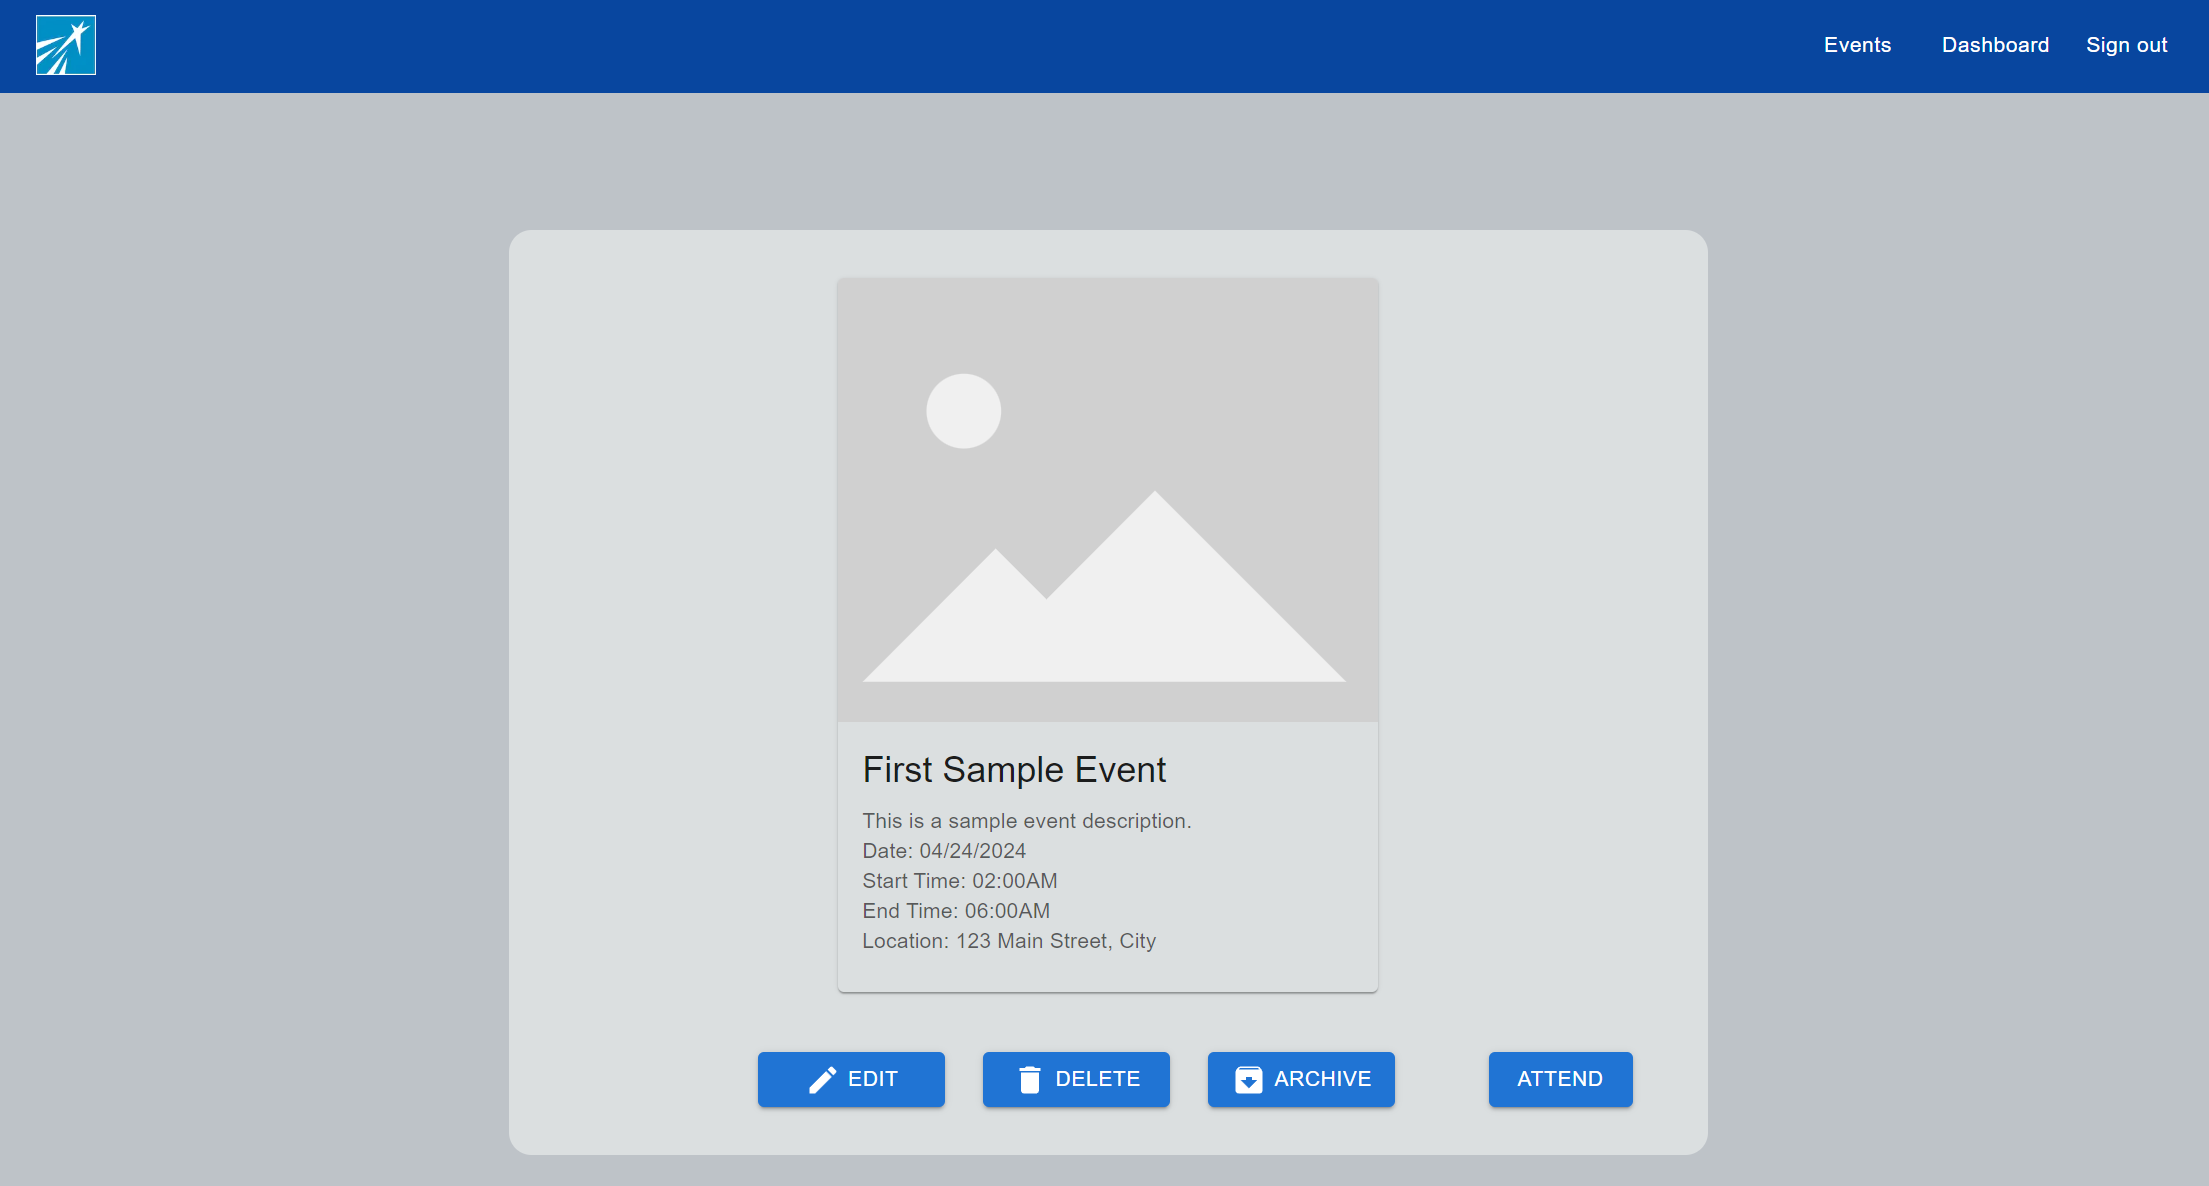 Events Dashboard Sign out
First Sample Event
This is a sample event description.
Date: 04/24/2024
Start Time: 02:00AM
End Time: 06:00AM
Location: 123 Main Street, City
EDIT DELETE ARCHIVE ATTEND